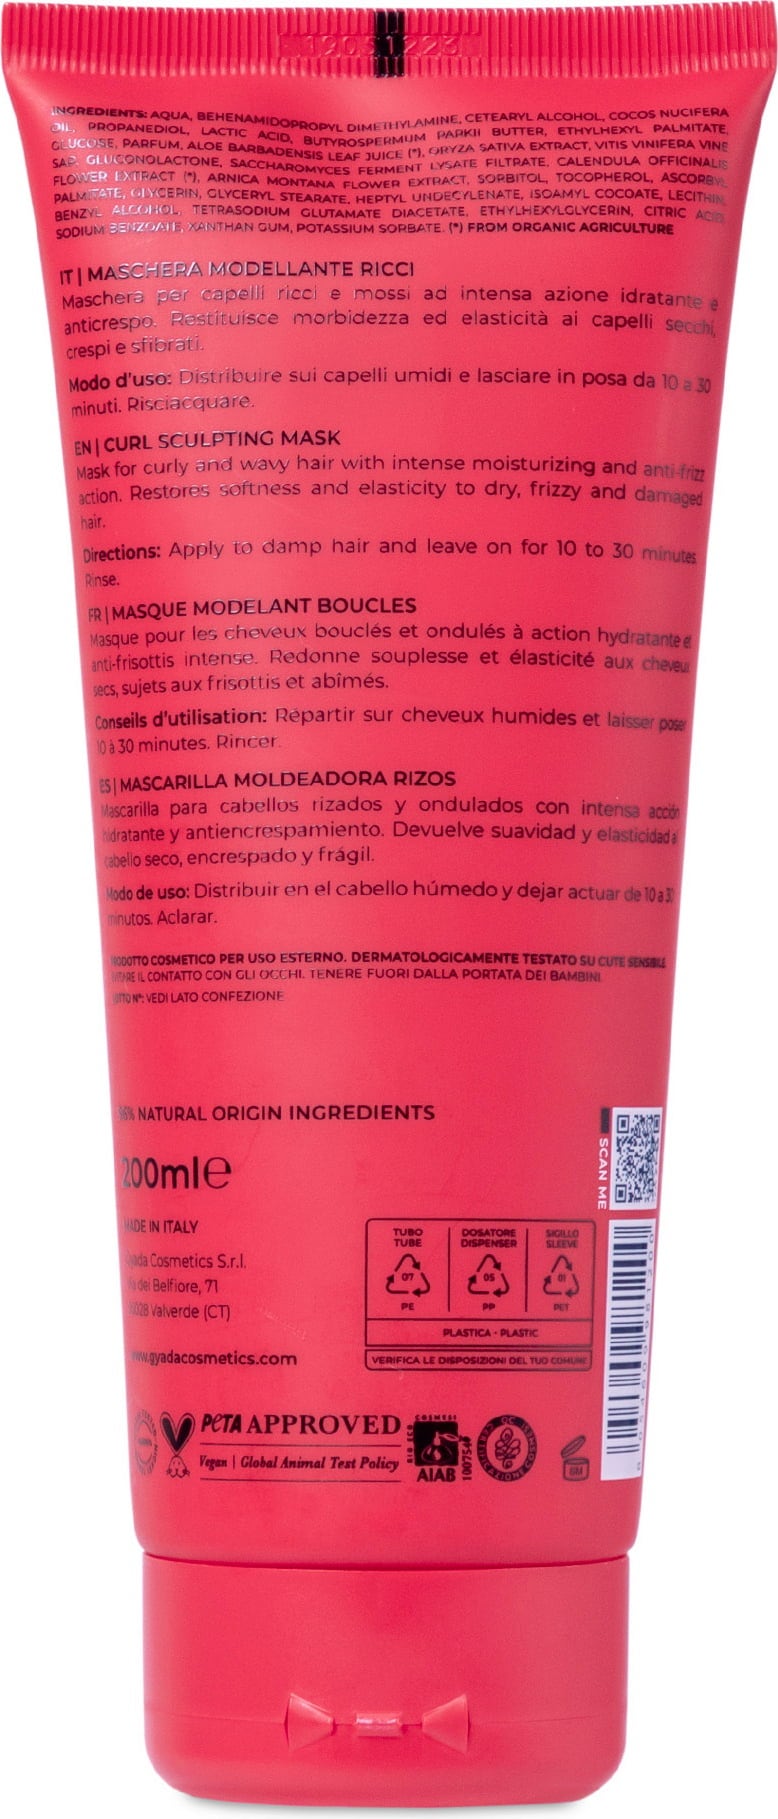 19051223
INGREDIENTS: AQUA, BEHENAMIDOPROPYL DIMETHYLAMINE, CETEARYL ALCOHOL, COCOS NUCIFERA
OIL, PROPANEDIOL, LACTIC ACID, BUTYROSPERMUM PARKII BUTTER, ETHYLHEXYL PALMITATE,
GLUCOSE, PARFUM, ALOE BARBADENSIS LEAF JUICE (*), ORYZA SATIVA EXTRACT, VITIS VINIFERA VINE
SAP, GLUCONOLACTONE, SACCHAROMYCES FERMENT LYSATE FILTRATE, CALENDULA OFFICINALIS
FLOWER EXTRACT (*), ARNICA MONTANA FLOWER EXTRACT, SORBITOL, TOCOPHEROL, ASCORBYL
PALMITATE, GLYCERIN, GLYCERYL STEARATE, HEPTYL UNDECYLENATE, ISOAMYL COCOATE, LECITHIN,
BENZYL ALCOHOL, TETRASODIUM GLUTAMATE DIACETATE, ETHYLHEXYLGLYCERIN, CITRIC ACID,
SODIUM BENZOATE, XANTHAN GUM, POTASSIUM SORBATE. (*) FROM ORGANIC AGRICULTURE
IT | MASCHERA MODELLANTE RICCI
Maschera per capelli ricci e mossi ad intensa azione idratante e
anticrespo. Restituisce morbidezza ed elasticità ai capelli secchi,
crespi e sfibrati.
Modo d'uso: Distribuire sui capelli umidi e lasciare in posa da 10 a 30
minuti. Risciacquare.
EN | CURL SCULPTING MASK
Mask for curly and wavy hair with intense moisturizing and anti-frizz
action. Restores softness and elasticity to dry, frizzy and damaged
hair.
Directions: Apply to damp hair and leave on for 10 to 30 minutes.
Rinse.
FR | MASQUE MODELANT BOUCLES
Masque pour les cheveux bouclés et ondulés à action hydratante et
anti-frisottis intense. Redonne souplesse et élasticité aux cheveux
secs, sujets aux frisottis et abîmés.
Conseils d'utilisation: Répartir sur cheveux humides et laisser poser
10 à 30 minutes. Rincer.
ES | MASCARILLA MOLDEADORA RIZOS
Mascarilla para cabellos rizados y ondulados con intensa acción
hidratante y antiencrespamiento. Devuelve suavidad y elasticidad al
cabello seco, encrespado y frágil.
Modo de uso: Distribuir en el cabello húmedo y dejar actuar de 10 a 30
minutos. Aclarar.
PRODOTTO COSMETICO PER USO ESTERNO. DERMATOLOGICAMENTE TESTATO SU CUTE SENSIBILE.
EVITARE IL CONTATTO CON GLI OCCHI. TENERE FUORI DALLA PORTATA DEI BAMBINI.
LOTTO N°: VEDI LATO CONFEZIONE
NATURAL ORIGIN INGREDIENTS
200ml e
MADE IN ITALY
Gyada Cosmetics S.r.l.
Via dei Belfiore, 71
95028 Valverde (CT)
www.gyadacosmetics.com
SCAN ME
TUBO
TUBE
07
PE
DOSATORE
DISPENSER
05
PP
SIGILLO
SLEEVE
01
PET
PLASTICA - PLASTIC
VERIFICA LE DISPOSIZIONI DEL TUO COMUNE
PETA APPROVED
Vegan | Global Animal Test Policy
COSMESI
BIO ECO
AIAB
6M